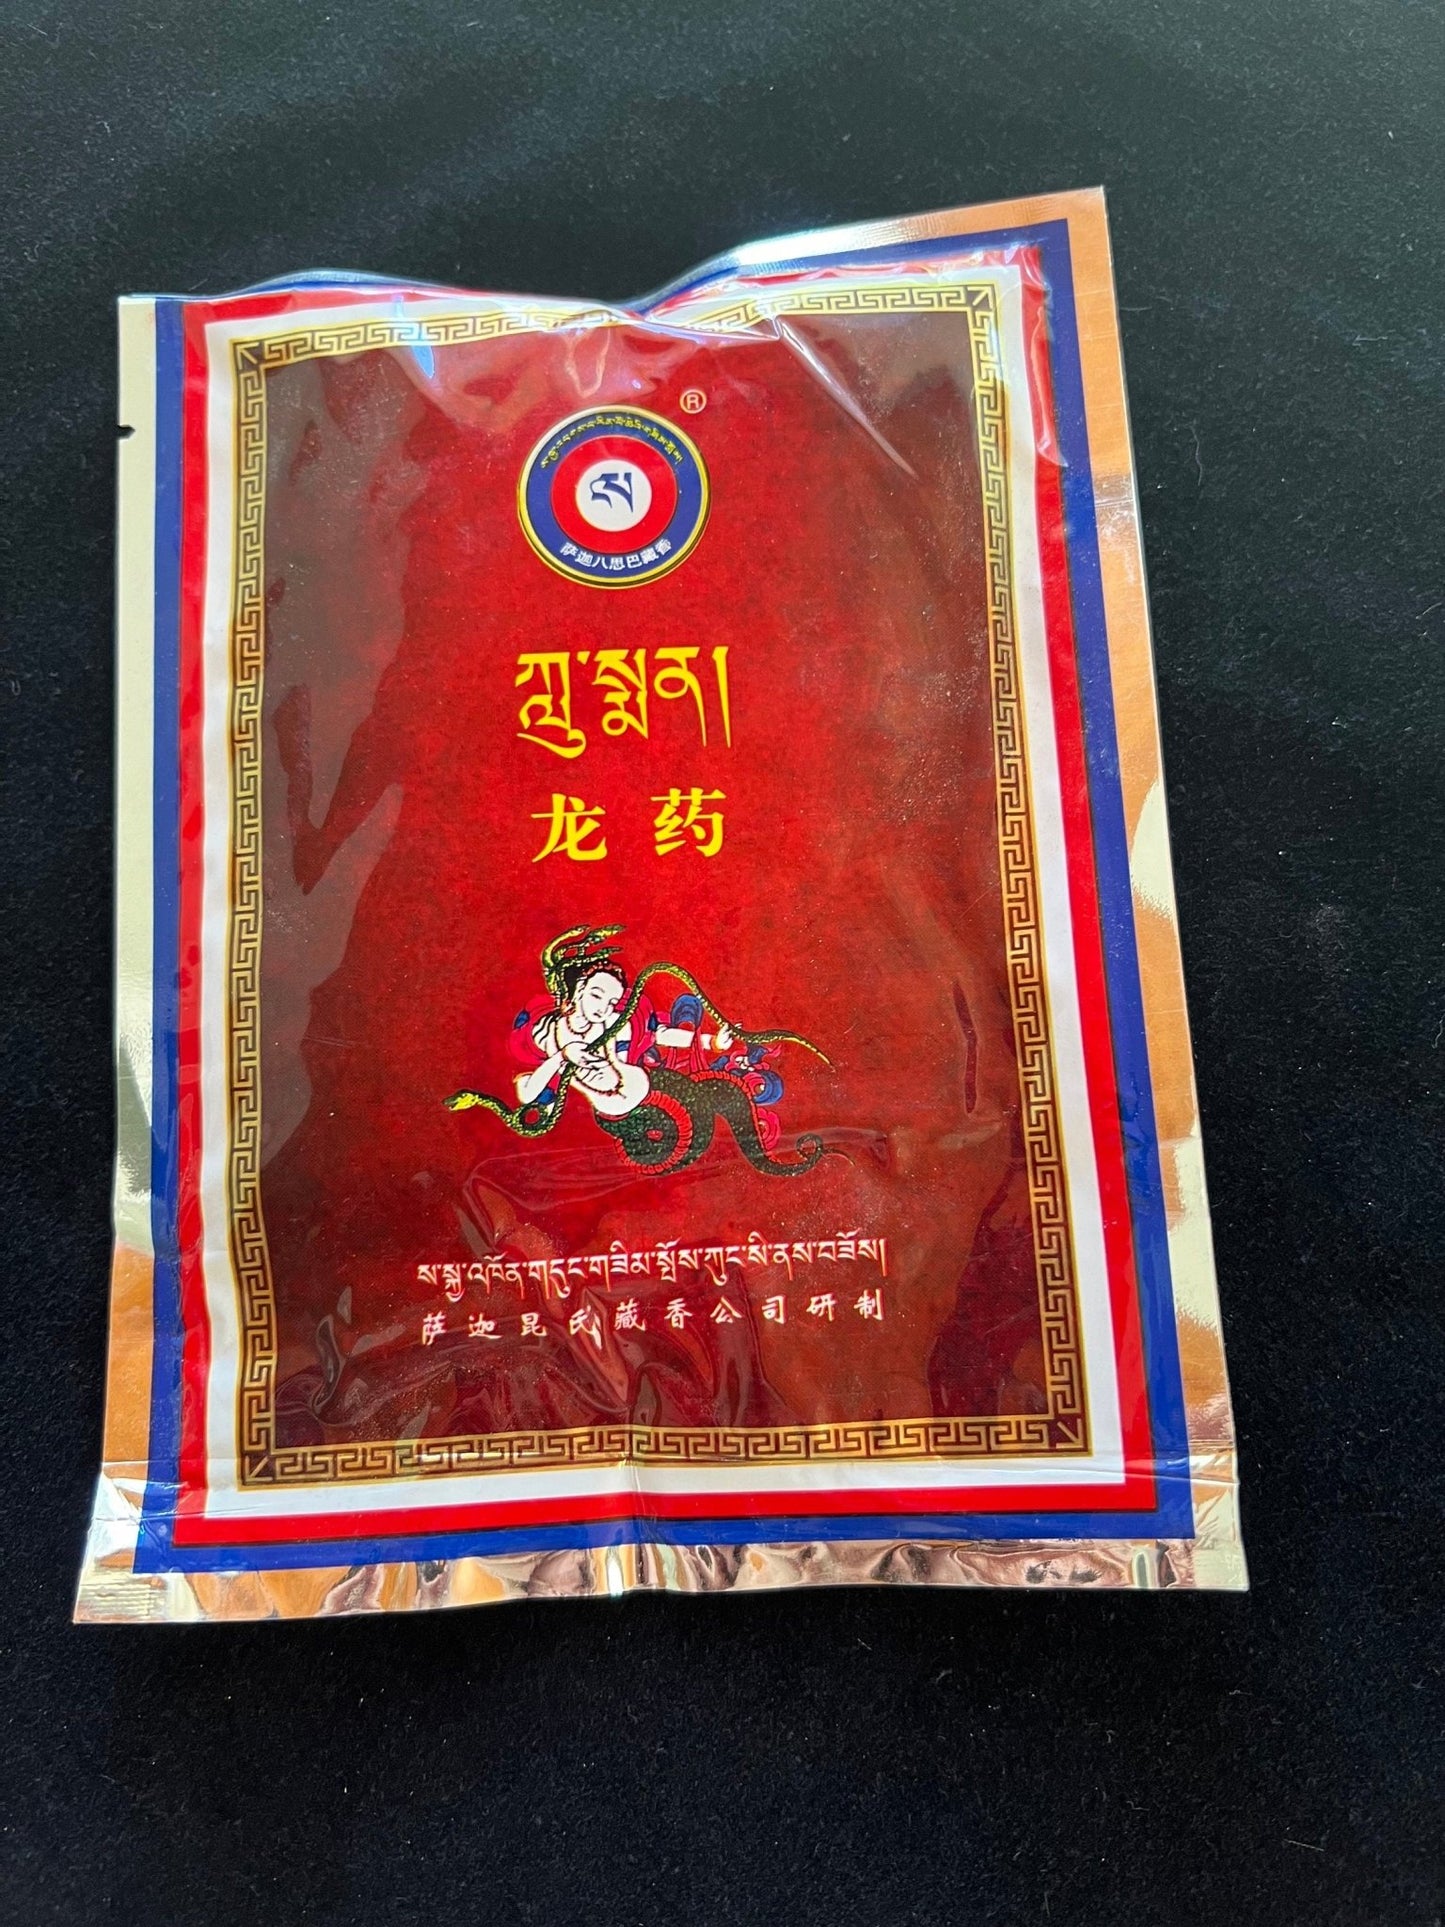 ®
ས
萨迦八思巴藏香
ཀླུ་སྨན།
龙药
ས་སྐྱ་འཁོན་གདུང་གཟིམ་སྤོས་ཀུང་སི་ནས་བཟོས།
萨迦昆氏藏香公司研制